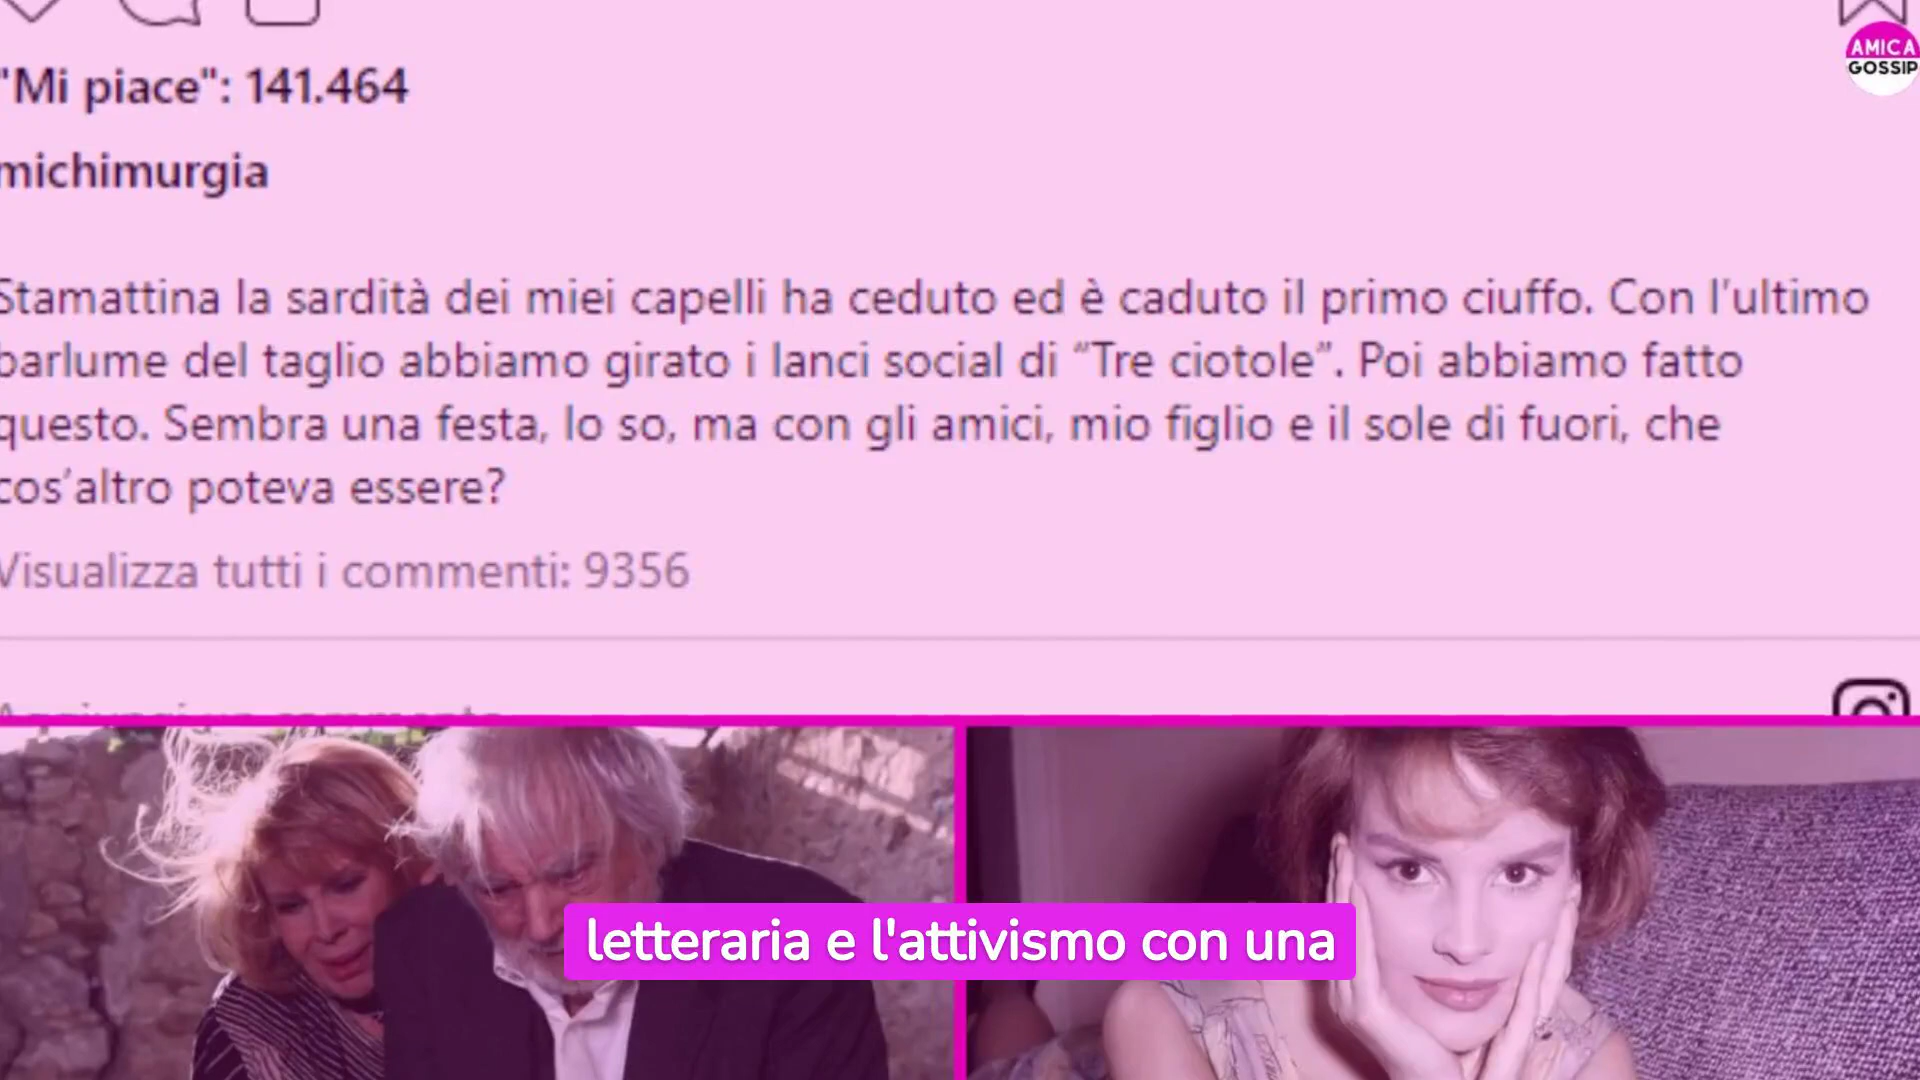 AMICA
GOSSIP
"Mi piace": 141.464
michimurgia
Stamattina la sardità dei miei capelli ha ceduto ed è caduto il primo ciuffo. Con l'ultimo
barlume del taglio abbiamo girato i lanci social di “Tre ciotole”. Poi abbiamo fatto
questo. Sembra una festa, lo so, ma con gli amici, mio figlio e il sole di fuori, che
cos'altro poteva essere?
Visualizza tutti i commenti: 9356
letteraria e l'attivismo con una